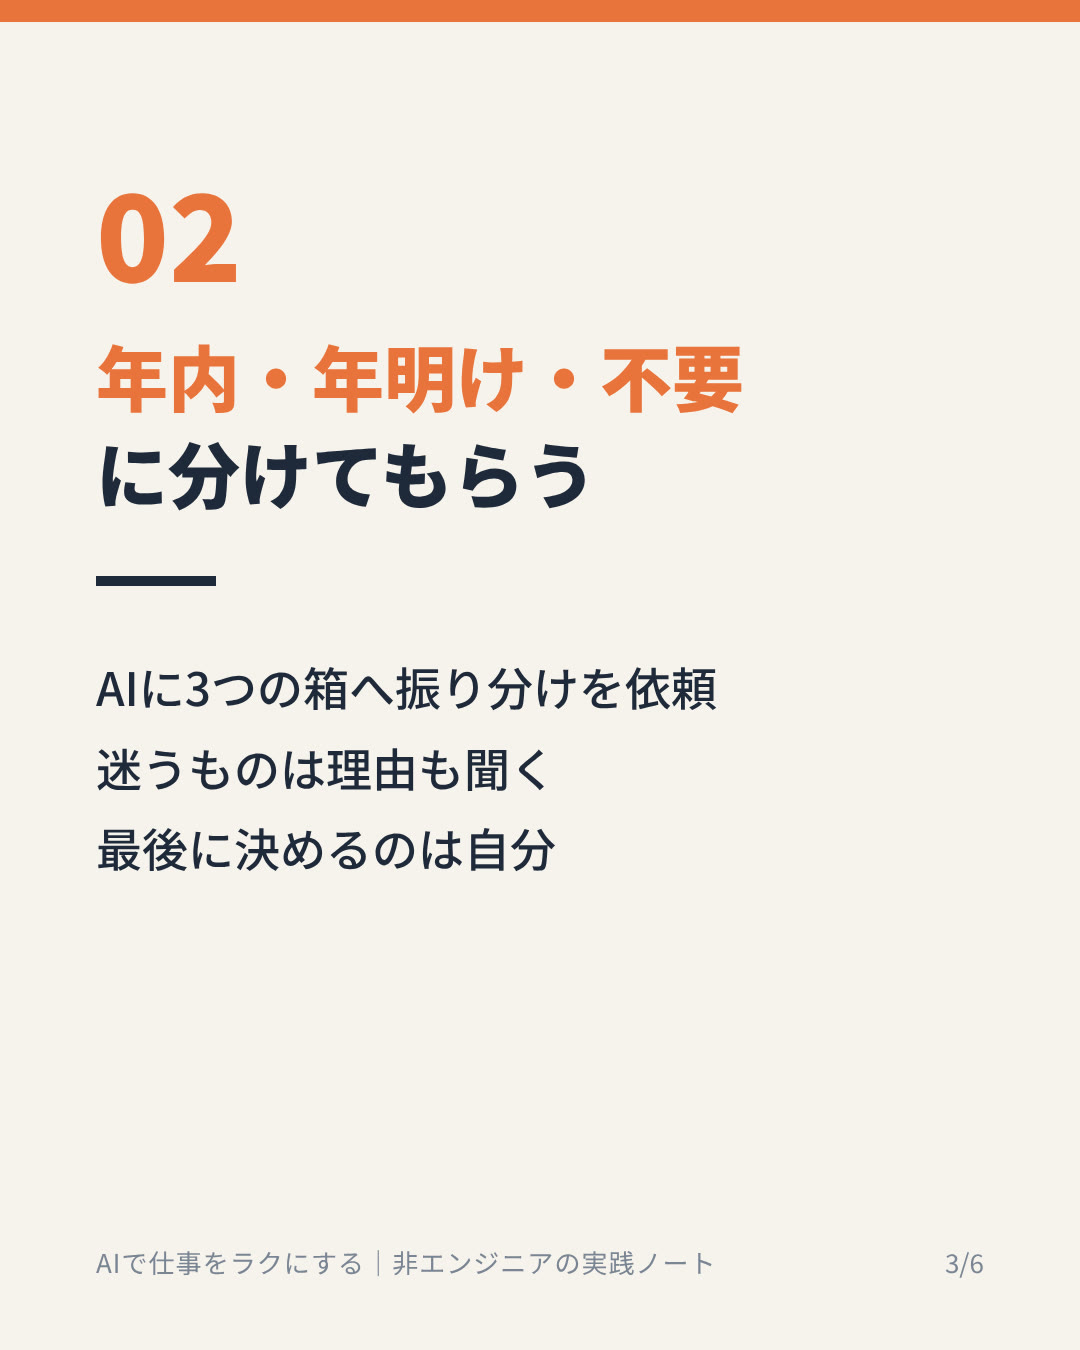 02
年内・年明け・不要
に分けてもらう
AIに3つの箱へ振り分けを依頼
迷うものは理由も聞く
最後に決めるのは自分
AIで仕事をラクにする｜非エンジニアの実践ノート
3/6